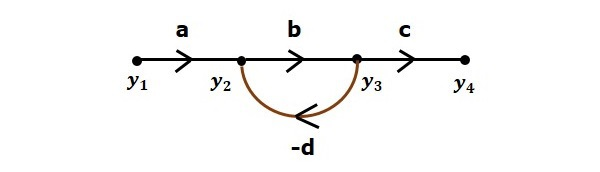 a b c
y₁ y₂ y₃ y₄
-d